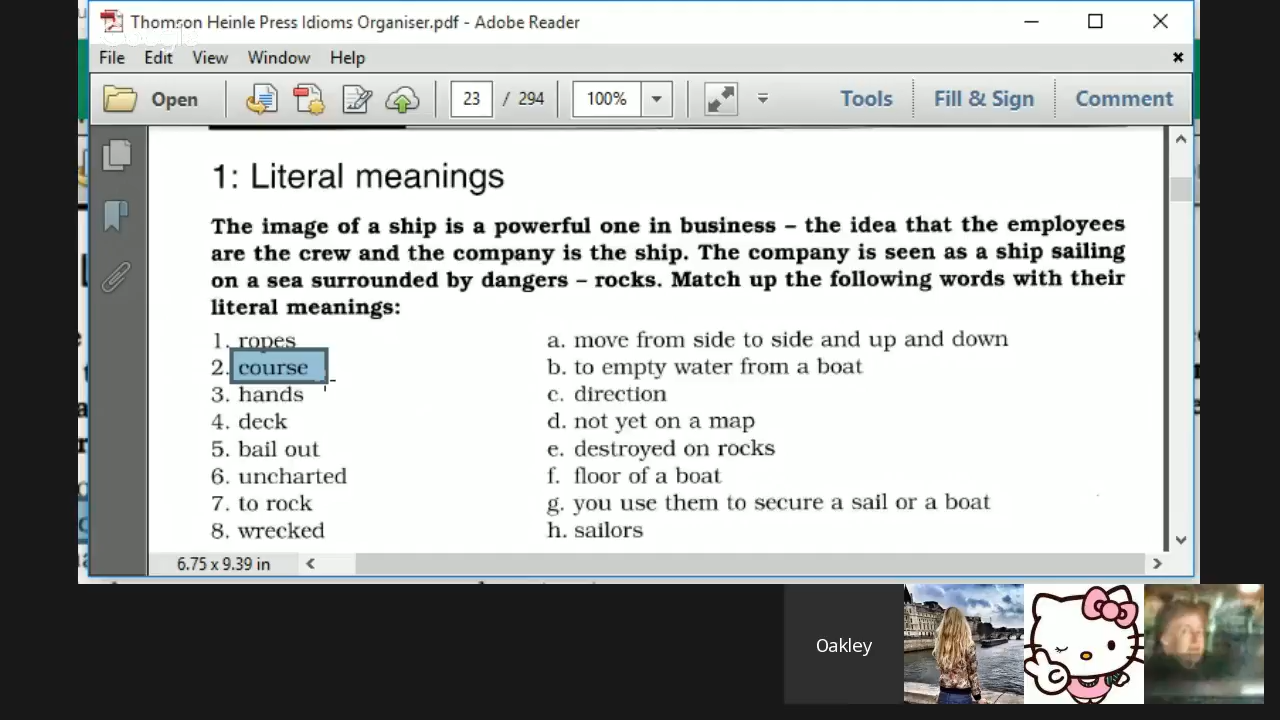 Thomson Heinle Press Idioms Organiser.pdf - Adobe Reader
File Edit View Window Help
Open 23 / 294 100% Tools Fill & Sign Comment
1: Literal meanings
The image of a ship is a powerful one in business – the idea that the employees
are the crew and the company is the ship. The company is seen as a ship sailing
on a sea surrounded by dangers – rocks. Match up the following words with their
literal meanings:
1. ropes
2. course
3. hands
4. deck
5. bail out
6. uncharted
7. to rock
8. wrecked
a. move from side to side and up and down
b. to empty water from a boat
c. direction
d. not yet on a map
e. destroyed on rocks
f. floor of a boat
g. you use them to secure a sail or a boat
h. sailors
6.75 x 9.39 in
Oakley